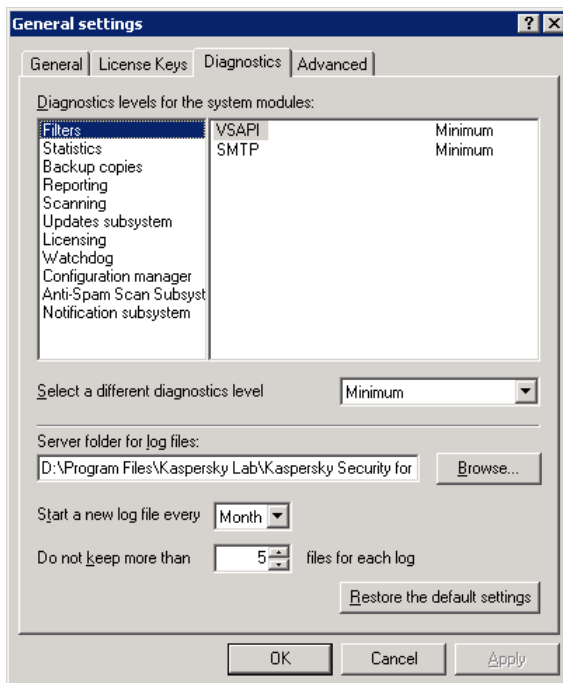 General settings
General License Keys Diagnostics Advanced
Diagnostics levels for the system modules:
Filters VSAPI Minimum
Statistics SMTP Minimum
Backup copies
Reporting
Scanning
Updates subsystem
Licensing
Watchdog
Configuration manager
Anti-Spam Scan Subsyst
Notification subsystem
Select a different diagnostics level Minimum
Server folder for log files:
D:\Program Files\Kaspersky Lab\Kaspersky Security for Browse...
Start a new log file every Month
Do not keep more than 5 files for each log
Restore the default settings
OK Cancel Apply